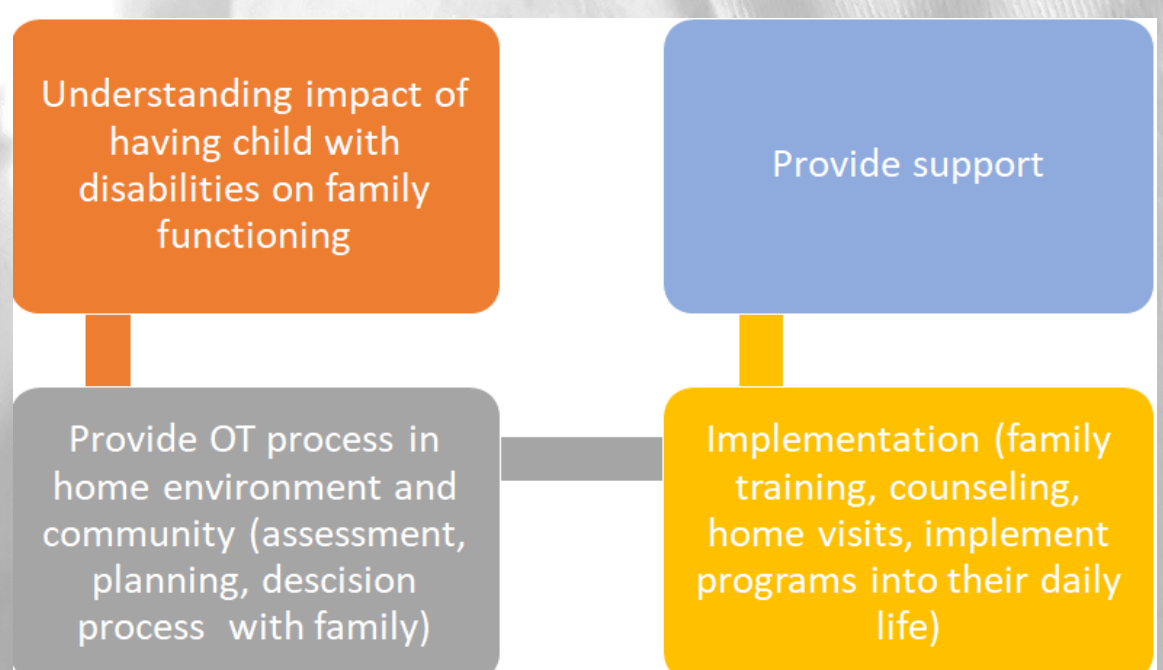 Understanding impact of
having child with
disabilities on family
functioning
Provide support
Provide OT process in
home environment and
community (assessment,
planning, descision
process with family)
Implementation (family
training, counseling,
home visits, implement
programs into their daily
life)